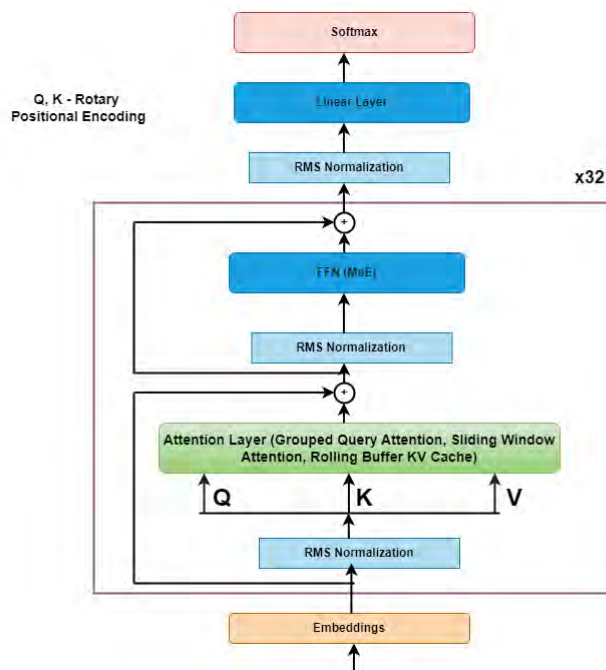 Softmax
Q, K - Rotary
Positional Encoding
Linear Layer
RMS Normalization
x32
+
FFN (MoE)
RMS Normalization
+
Attention Layer (Grouped Query Attention, Sliding Window
Attention, Rolling Buffer KV Cache)
Q K V
RMS Normalization
Embeddings